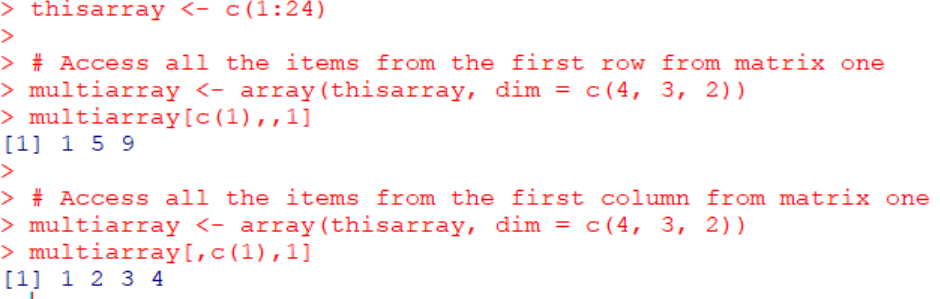 > thisarray <- c(1:24)
>
> # Access all the items from the first row from matrix one
> multiarray <- array(thisarray, dim = c(4, 3, 2))
> multiarray[c(1),,1]
[1] 1 5 9
>
> # Access all the items from the first column from matrix one
> multiarray <- array(thisarray, dim = c(4, 3, 2))
> multiarray[,c(1),1]
[1] 1 2 3 4